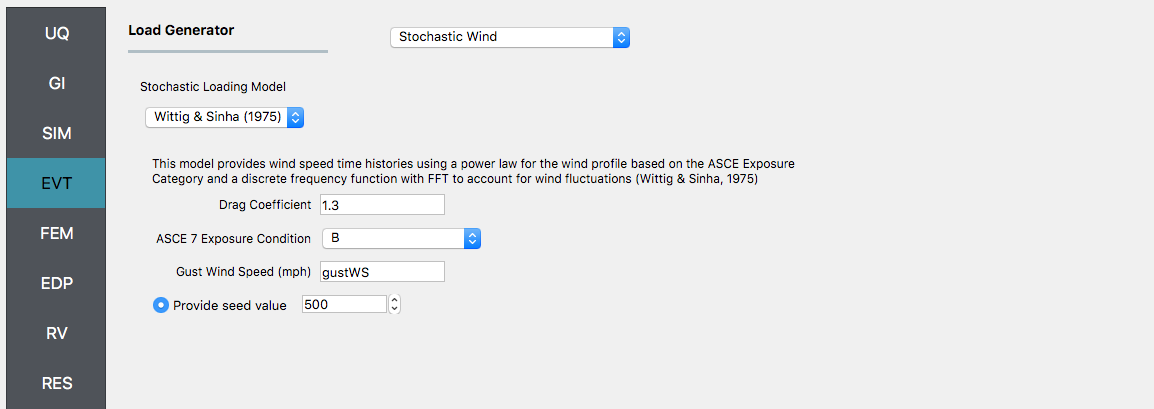 UQ
GI
SIM
EVT
FEM
EDP
RV
RES
Load Generator
Stochastic Wind
Stochastic Loading Model
Wittig & Sinha (1975)
This model provides wind speed time histories using a power law for the wind profile based on the ASCE Exposure
Category and a discrete frequency function with FFT to account for wind fluctuations (Wittig & Sinha, 1975)
Drag Coefficient 1.3
ASCE 7 Exposure Condition B
Gust Wind Speed (mph) gustWS
Provide seed value 500